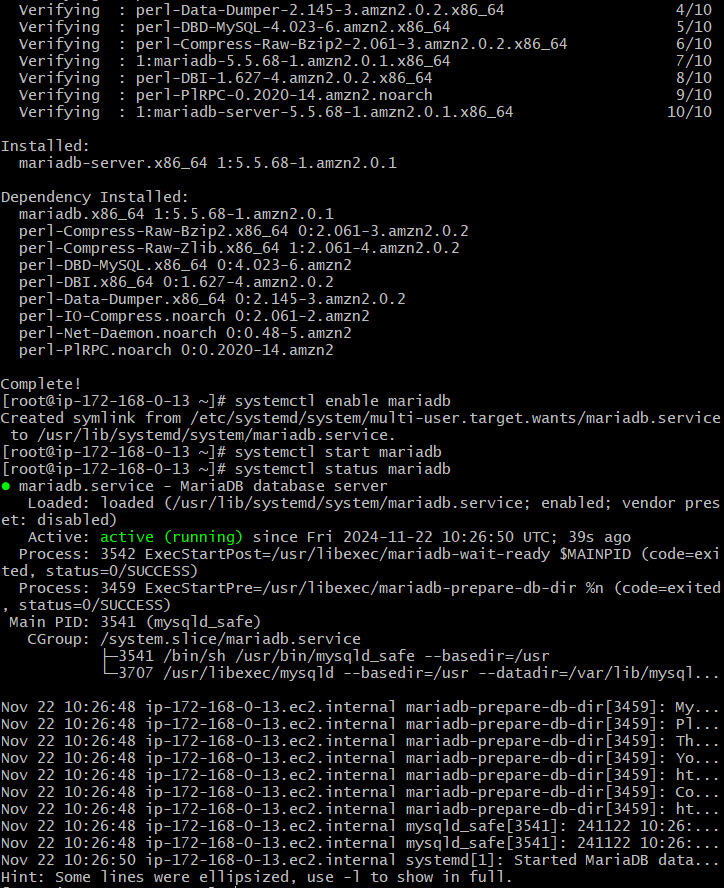 Verifying  : perl-Data-Dumper-2.145-3.amzn2.0.2.x86_64                   4/10
Verifying  : perl-DBD-MySQL-4.023-6.amzn2.x86_64                         5/10
Verifying  : perl-Compress-Raw-Bzip2-2.061-3.amzn2.0.2.x86_64            6/10
Verifying  : 1:mariadb-5.5.68-1.amzn2.0.1.x86_64                         7/10
Verifying  : perl-DBI-1.627-4.amzn2.0.2.x86_64                           8/10
Verifying  : perl-PlRPC-0.2020-14.amzn2.noarch                           9/10
Verifying  : 1:mariadb-server-5.5.68-1.amzn2.0.1.x86_64                 10/10
Installed:
  mariadb-server.x86_64 1:5.5.68-1.amzn2.0.1
Dependency Installed:
  mariadb.x86_64 1:5.5.68-1.amzn2.0.1
  perl-Compress-Raw-Bzip2.x86_64 0:2.061-3.amzn2.0.2
  perl-Compress-Raw-Zlib.x86_64 1:2.061-4.amzn2.0.2
  perl-DBD-MySQL.x86_64 0:4.023-6.amzn2
  perl-DBI.x86_64 0:1.627-4.amzn2.0.2
  perl-Data-Dumper.x86_64 0:2.145-3.amzn2.0.2
  perl-IO-Compress.noarch 0:2.061-2.amzn2
  perl-Net-Daemon.noarch 0:0.48-5.amzn2
  perl-PlRPC.noarch 0:0.2020-14.amzn2
Complete!
[root@ip-172-168-0-13 ~]# systemctl enable mariadb
Created symlink from /etc/systemd/system/multi-user.target.wants/mariadb.service
 to /usr/lib/systemd/system/mariadb.service.
[root@ip-172-168-0-13 ~]# systemctl start mariadb
[root@ip-172-168-0-13 ~]# systemctl status mariadb
● mariadb.service - MariaDB database server
   Loaded: loaded (/usr/lib/systemd/system/mariadb.service; enabled; vendor pres
et: disabled)
   Active: active (running) since Fri 2024-11-22 10:26:50 UTC; 39s ago
  Process: 3542 ExecStartPost=/usr/libexec/mariadb-wait-ready $MAINPID (code=exi
ted, status=0/SUCCESS)
  Process: 3459 ExecStartPre=/usr/libexec/mariadb-prepare-db-dir %n (code=exited
, status=0/SUCCESS)
 Main PID: 3541 (mysqld_safe)
   CGroup: /system.slice/mariadb.service
           ├─3541 /bin/sh /usr/bin/mysqld_safe --basedir=/usr
           └─3707 /usr/libexec/mysqld --basedir=/usr --datadir=/var/lib/mysql...
Nov 22 10:26:48 ip-172-168-0-13.ec2.internal mariadb-prepare-db-dir[3459]: My...
Nov 22 10:26:48 ip-172-168-0-13.ec2.internal mariadb-prepare-db-dir[3459]: Pl...
Nov 22 10:26:48 ip-172-168-0-13.ec2.internal mariadb-prepare-db-dir[3459]: Th...
Nov 22 10:26:48 ip-172-168-0-13.ec2.internal mariadb-prepare-db-dir[3459]: Yo...
Nov 22 10:26:48 ip-172-168-0-13.ec2.internal mariadb-prepare-db-dir[3459]: ht...
Nov 22 10:26:48 ip-172-168-0-13.ec2.internal mariadb-prepare-db-dir[3459]: Co...
Nov 22 10:26:48 ip-172-168-0-13.ec2.internal mariadb-prepare-db-dir[3459]: ht...
Nov 22 10:26:48 ip-172-168-0-13.ec2.internal mysqld_safe[3541]: 241122 10:26:...
Nov 22 10:26:48 ip-172-168-0-13.ec2.internal mysqld_safe[3541]: 241122 10:26:...
Nov 22 10:26:50 ip-172-168-0-13.ec2.internal systemd[1]: Started MariaDB data...
Hint: Some lines were ellipsized, use -l to show in full.